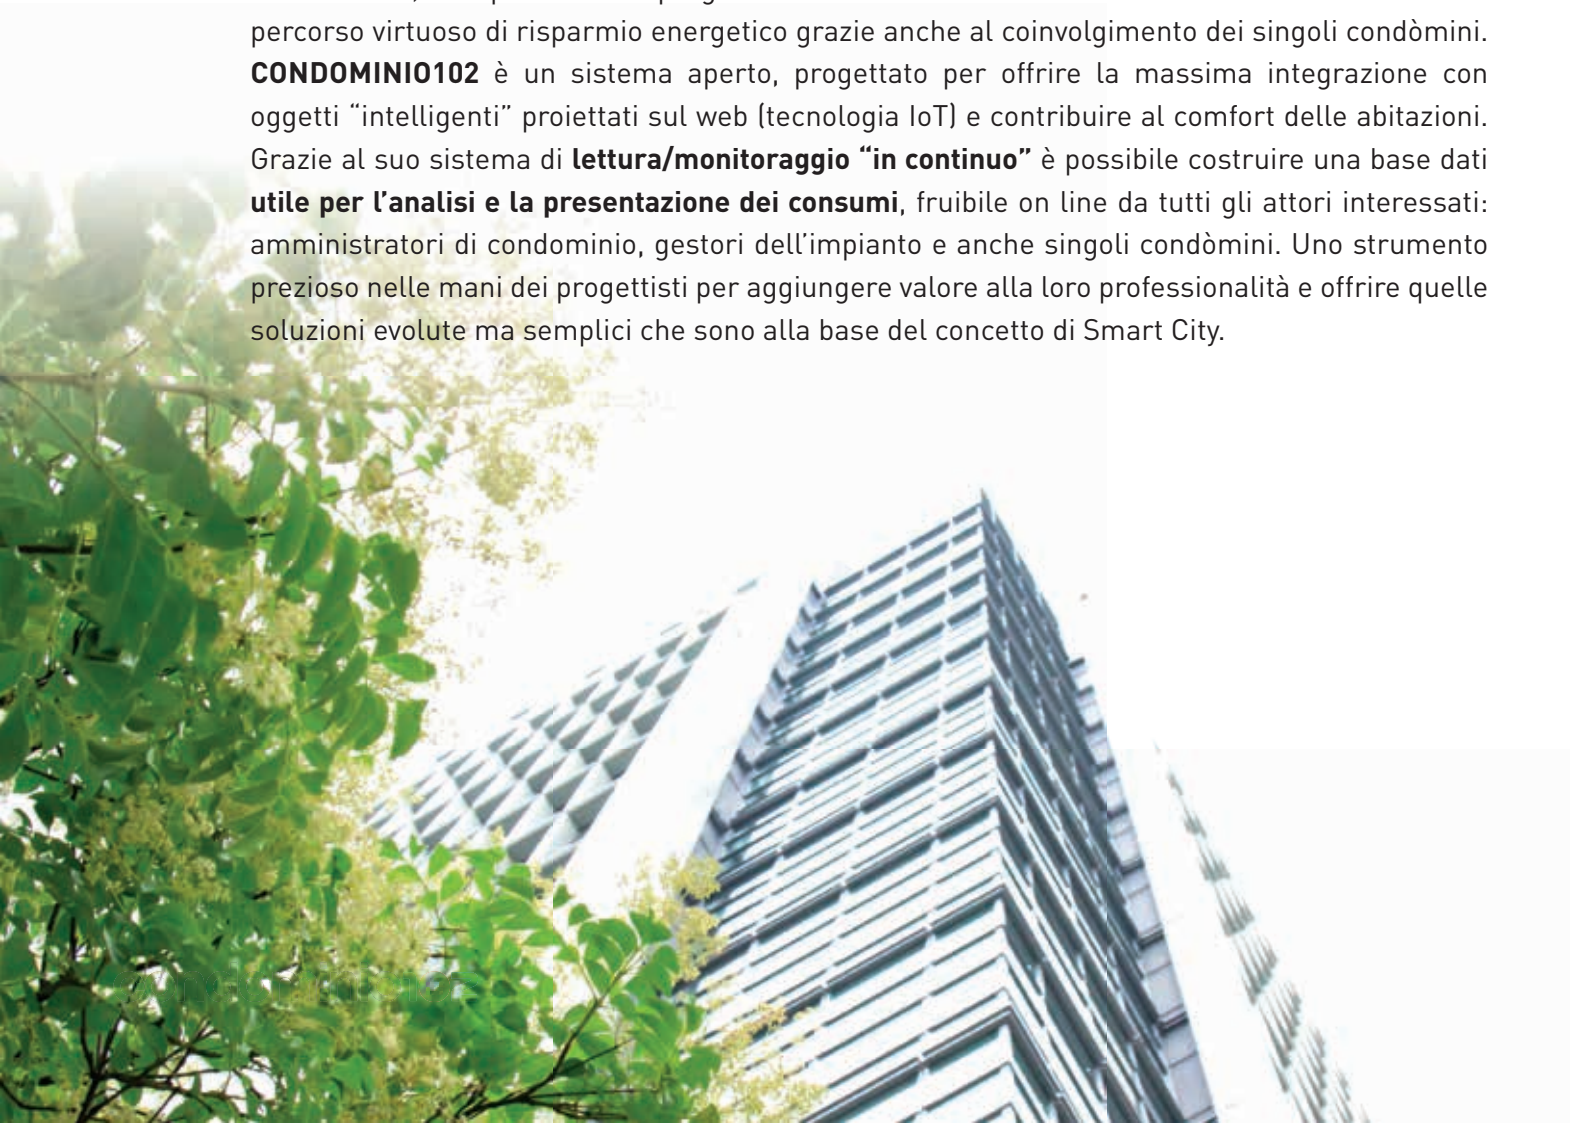 percorso virtuoso di risparmio energetico grazie anche al coinvolgimento dei singoli condòmini.
CONDOMINIO102 è un sistema aperto, progettato per offrire la massima integrazione con
oggetti “intelligenti” proiettati sul web (tecnologia IoT) e contribuire al comfort delle abitazioni.
Grazie al suo sistema di lettura/monitoraggio “in continuo” è possibile costruire una base dati
utile per l’analisi e la presentazione dei consumi, fruibile on line da tutti gli attori interessati:
amministratori di condominio, gestori dell’impianto e anche singoli condòmini. Uno strumento
prezioso nelle mani dei progettisti per aggiungere valore alla loro professionalità e offrire quelle
soluzioni evolute ma semplici che sono alla base del concetto di Smart City.